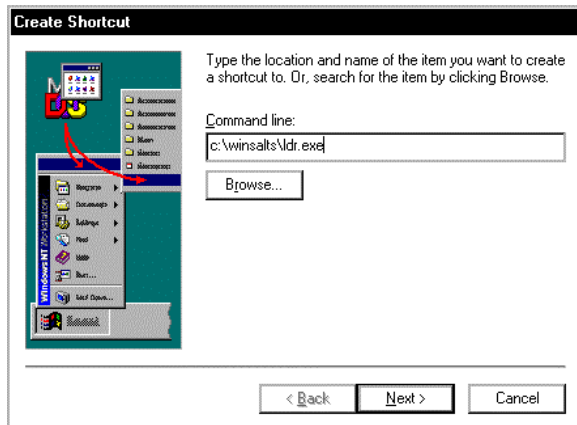 Create Shortcut
Type the location and name of the item you want to create
a shortcut to. Or, search for the item by clicking Browse.
Command line:
c:\winsalts\ldr.exe
Browse...
Windows NT Workstation
< Back
Next >
Cancel